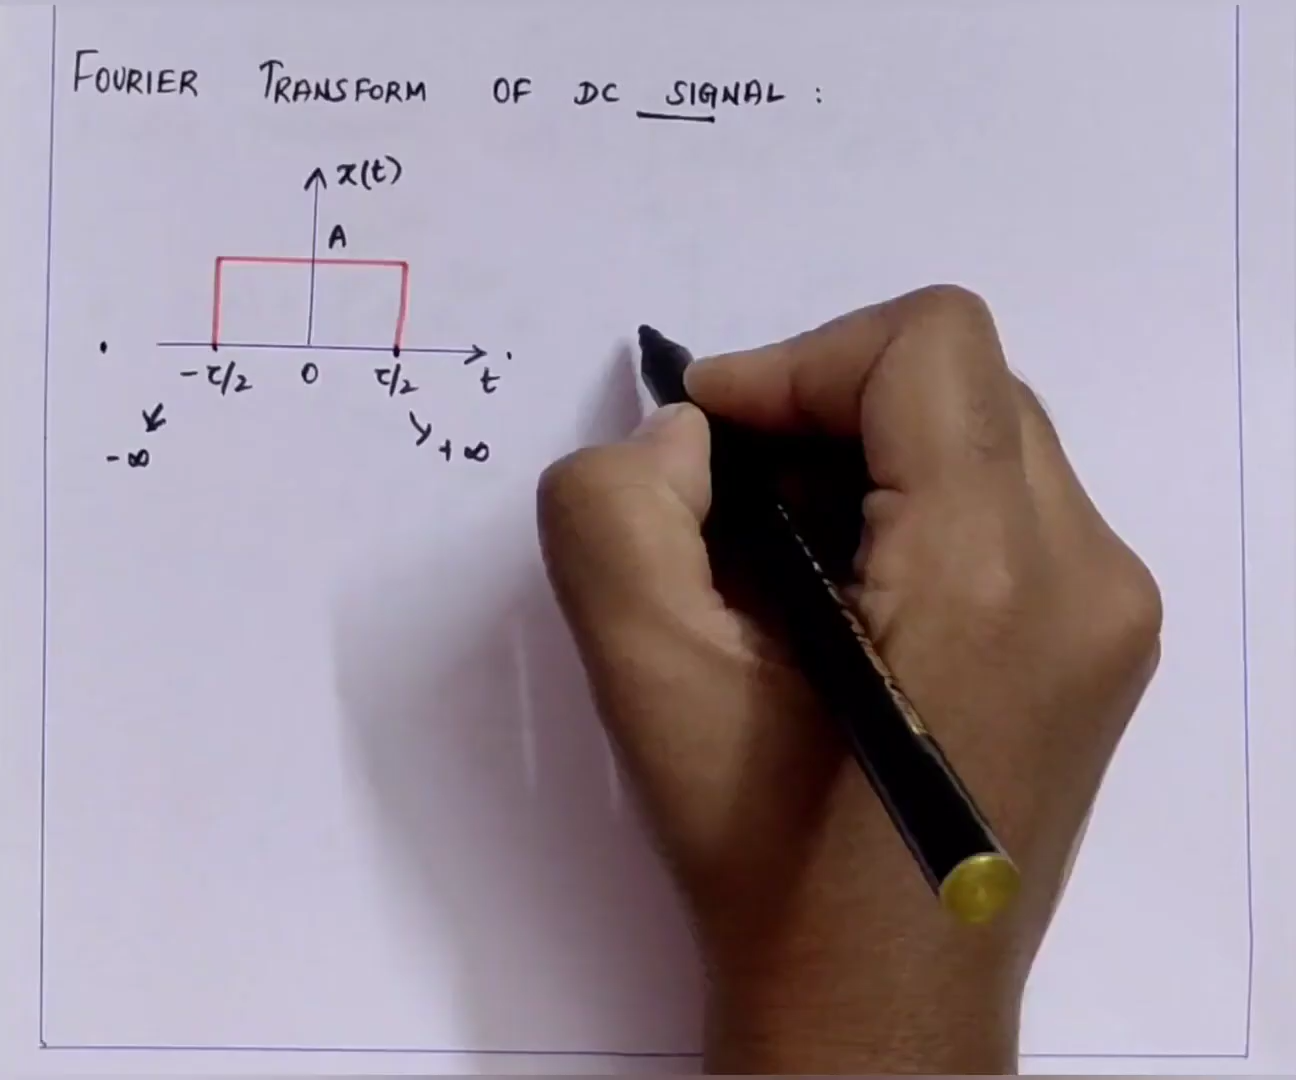 FOURIER TRANSFORM OF DC SIGNAL :
x(t)
A
-τ/2 0 τ/2 t
-∞ +∞